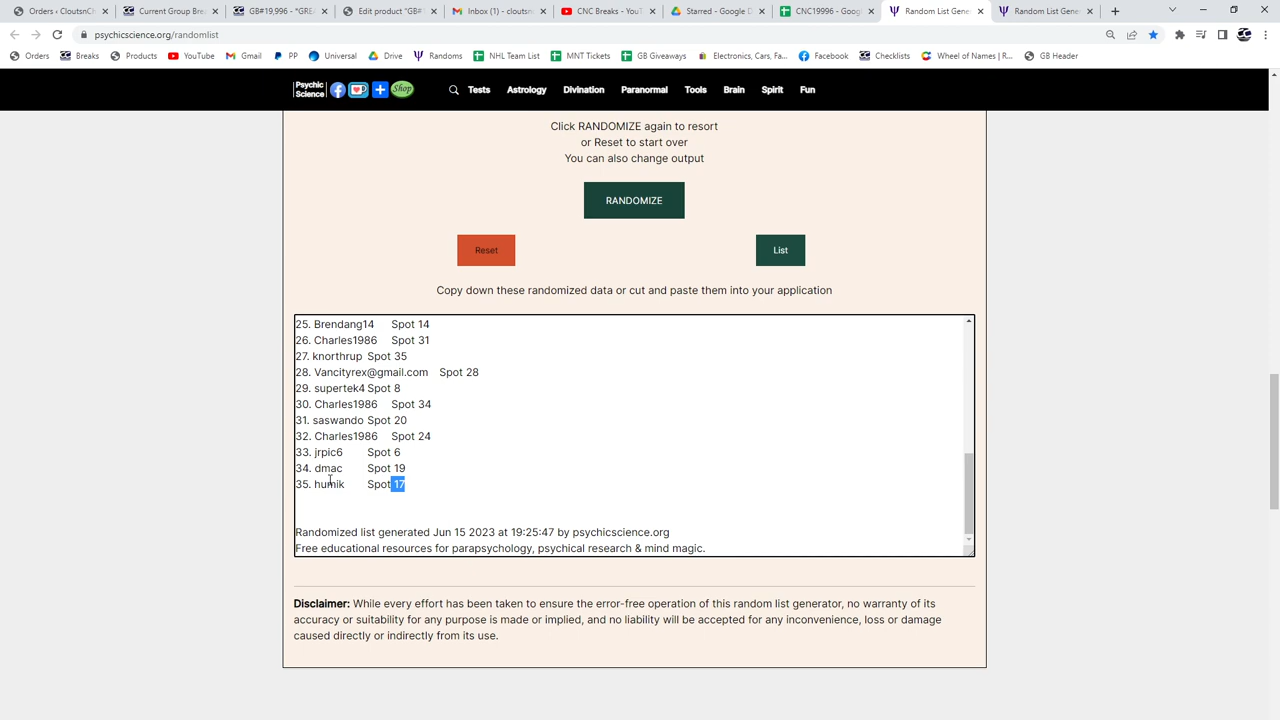 Orders ‹ CloutsnCh
Current Group Brea
GB#19,996 - "GREA
Edit product "GB#
Inbox (1) - cloutsn
CNC Breaks - YouT
Starred - Google D
CNC19996 - Goog
Random List Gene
Random List Gene
psychicscience.org/randomlist
Orders
Breaks
Products
YouTube
Gmail
PP
Universal
Drive
Randoms
NHL Team List
MNT Tickets
GB Giveaways
Electronics, Cars, Fa...
Facebook
Checklists
Wheel of Names | R...
GB Header
Psychic Science
Shop
Tests
Astrology
Divination
Paranormal
Tools
Brain
Spirit
Fun
Click RANDOMIZE again to resort
or Reset to start over
You can also change output
RANDOMIZE
Reset
List
Copy down these randomized data or cut and paste them into your application
25. Brendang14 Spot 14
26. Charles1986 Spot 31
27. knorthrup Spot 35
28. Vancityrex@gmail.com Spot 28
29. supertek4 Spot 8
30. Charles1986 Spot 34
31. saswando Spot 20
32. Charles1986 Spot 24
33. jrpic6 Spot 6
34. dmac Spot 19
35. humik Spot 17
Randomized list generated Jun 15 2023 at 19:25:47 by psychicscience.org
Free educational resources for parapsychology, psychical research & mind magic.
Disclaimer: While every effort has been taken to ensure the error-free operation of this random list generator, no warranty of its
accuracy or suitability for any purpose is made or implied, and no liability will be accepted for any inconvenience, loss or damage
caused directly or indirectly from its use.